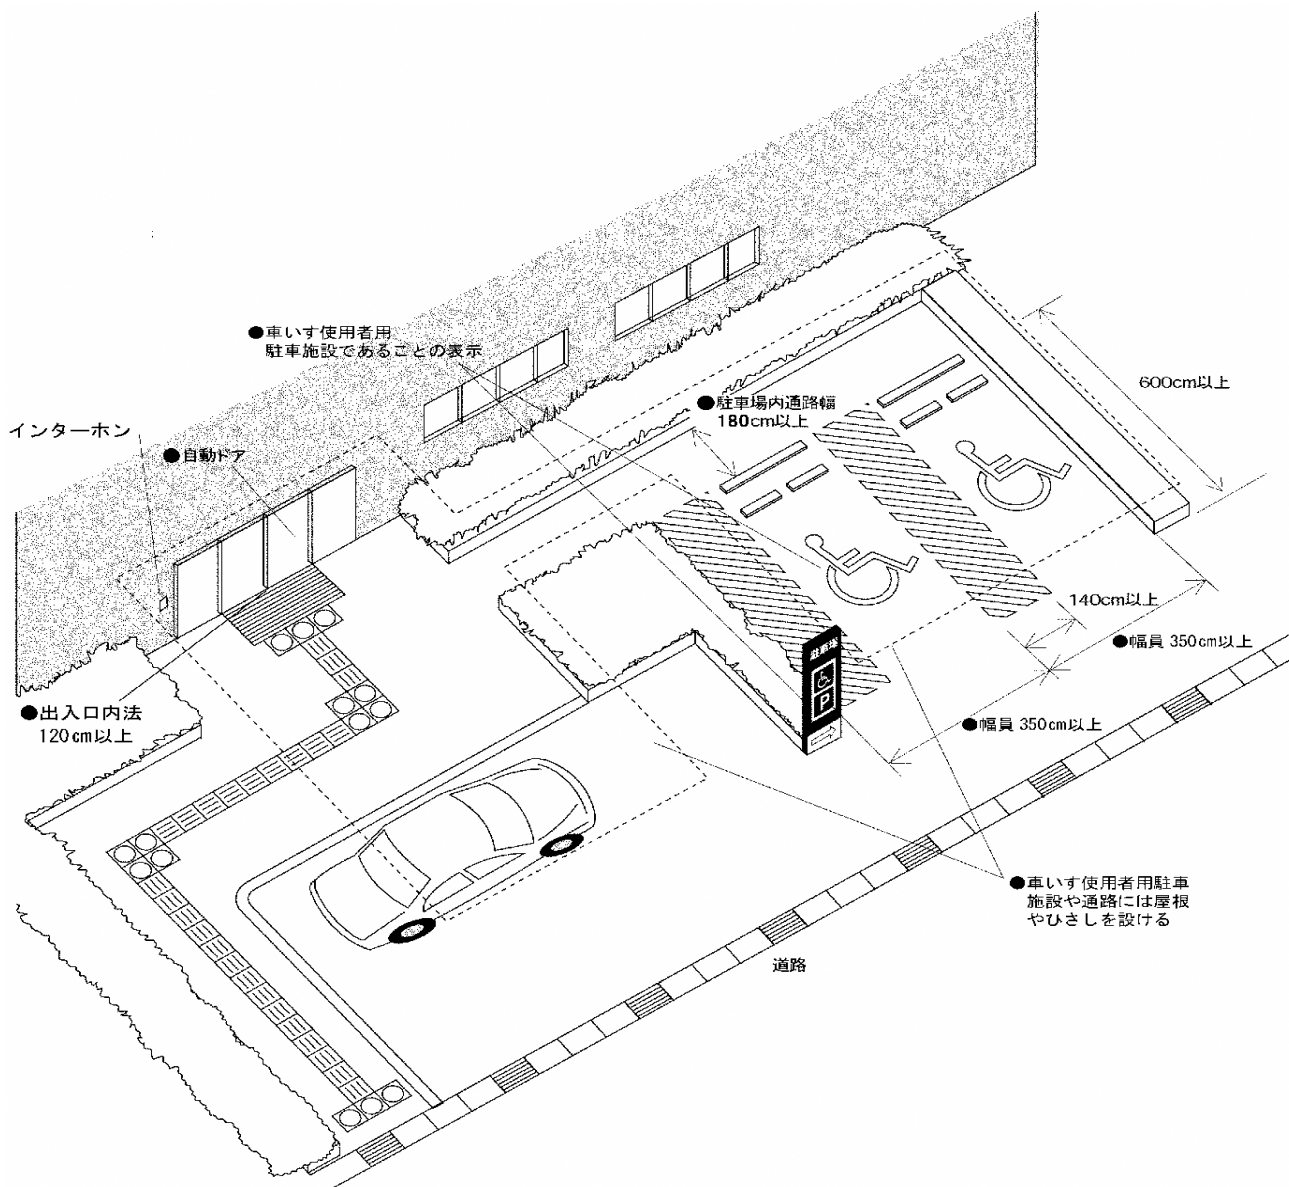 ●車いす使用者用
駐車施設であることの表示
600cm以上
●駐車場内通路幅
180cm以上
インターホン
●自動ドア
140cm以上
●幅員 350cm以上
駐車場
P
●出入口内法
120cm以上
●幅員 350cm以上
●車いす使用者用駐車
施設や通路には屋根
やひさしを設ける
道路